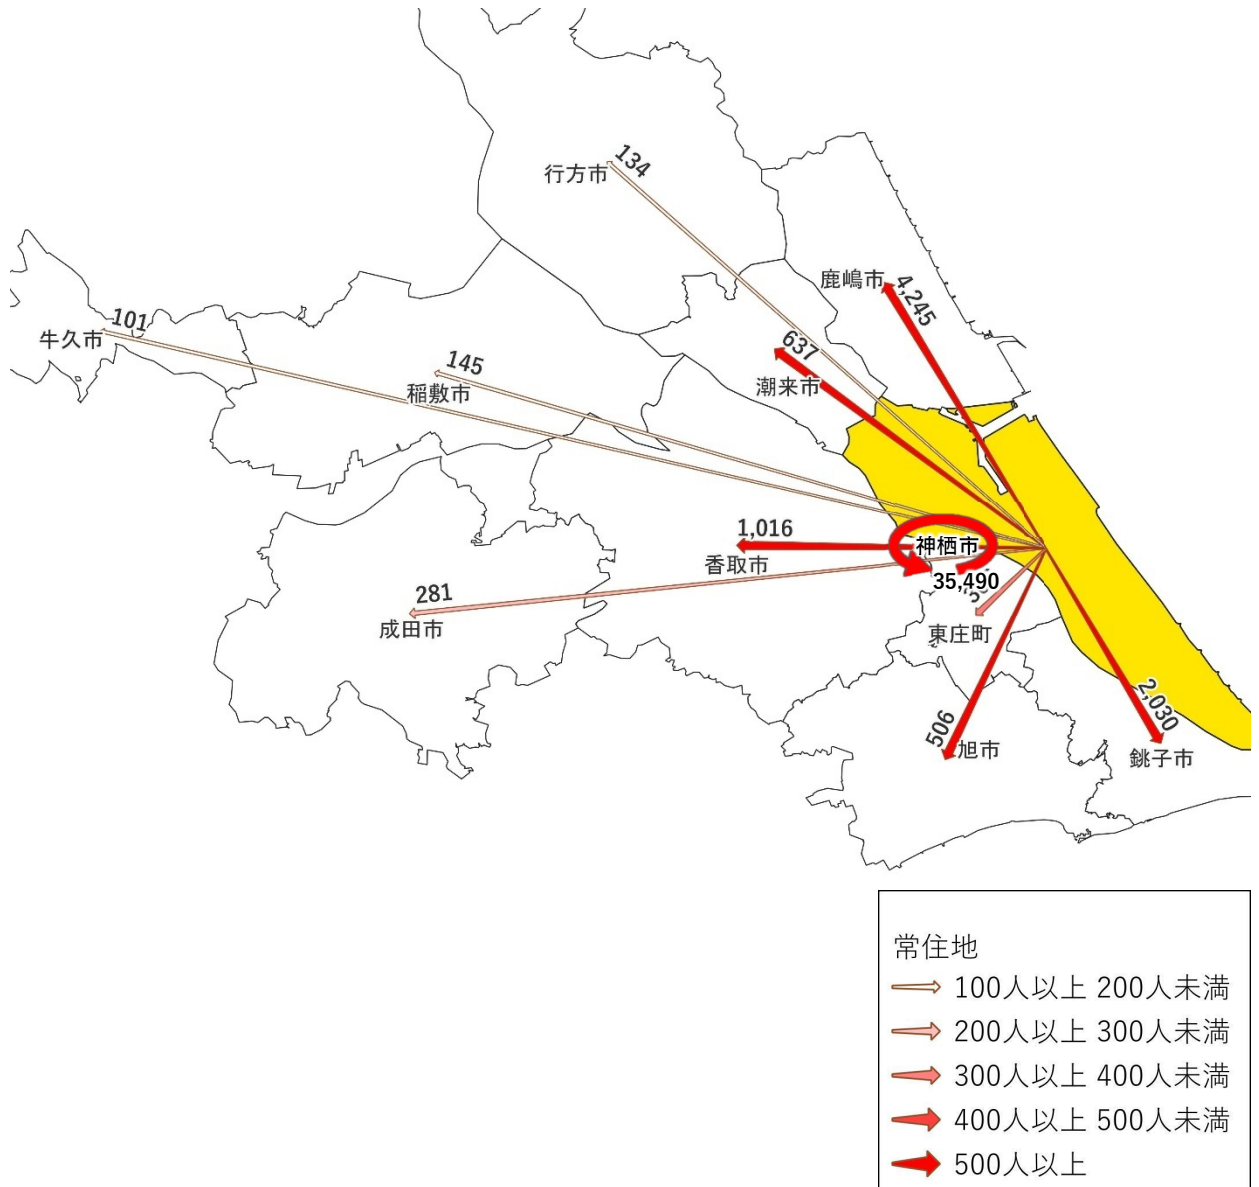 134
行方市
鹿嶋市
4,245
101
牛久市
637
145
潮来市
稲敷市
1,016
香取市
神栖市
35,490
281
成田市
東庄町
2,030
506
旭市
銚子市
常住地
100人以上 200人未満
200人以上 300人未満
300人以上 400人未満
400人以上 500人未満
500人以上